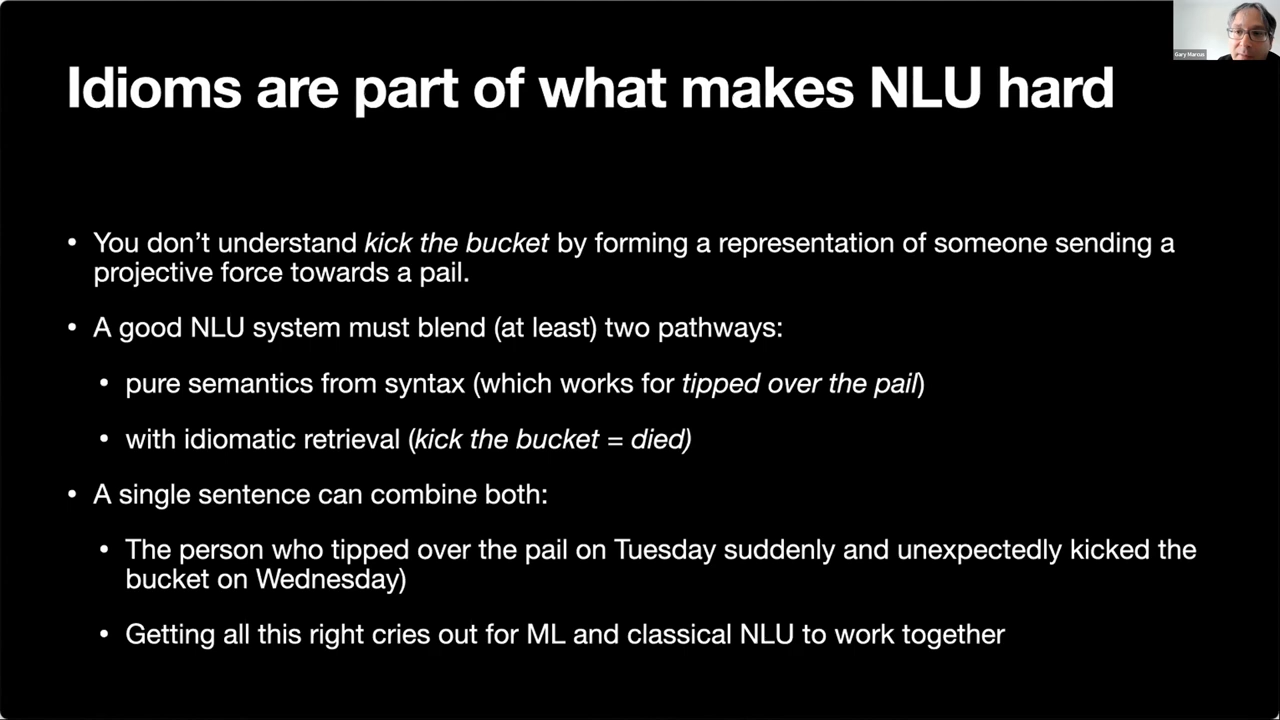 Gary Marcus
Idioms are part of what makes NLU hard
• You don’t understand kick the bucket by forming a representation of someone sending a
projective force towards a pail.
• A good NLU system must blend (at least) two pathways:
• pure semantics from syntax (which works for tipped over the pail)
• with idiomatic retrieval (kick the bucket = died)
• A single sentence can combine both:
• The person who tipped over the pail on Tuesday suddenly and unexpectedly kicked the
bucket on Wednesday)
• Getting all this right cries out for ML and classical NLU to work together